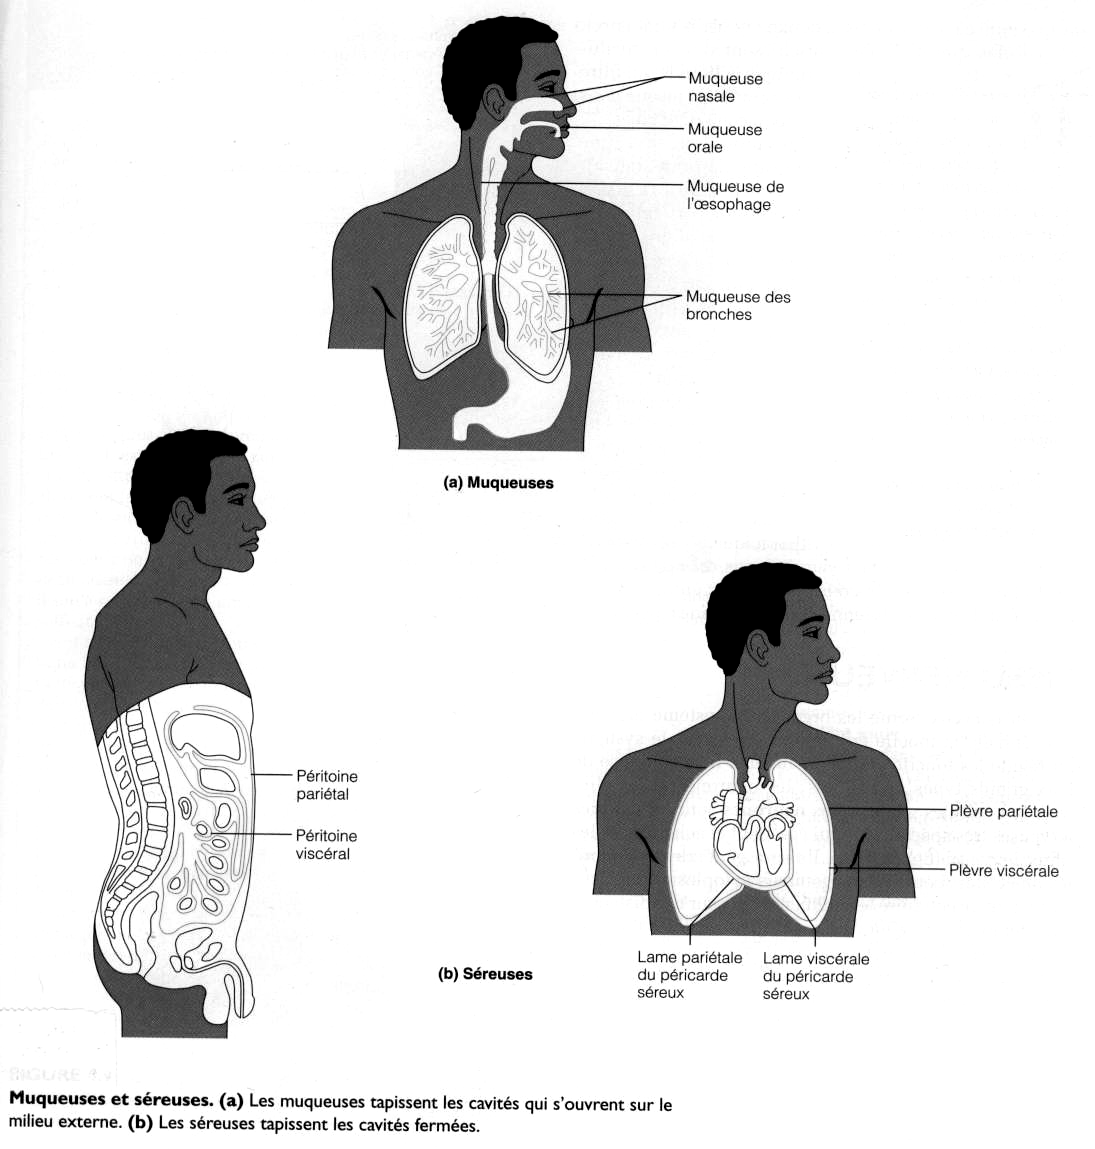 Muqueuse
nasale
Muqueuse
orale
Muqueuse de
l'œsophage
Muqueuse des
bronches
(a) Muqueuses
Péritoine
pariétal
Péritoine
viscéral
Plèvre pariétale
Plèvre viscérale
Lame pariétale
du péricarde
séreux
Lame viscérale
du péricarde
séreux
(b) Séreuses
Muqueuses et séreuses. (a) Les muqueuses tapissent les cavités qui s'ouvrent sur le
milieu externe. (b) Les séreuses tapissent les cavités fermées.